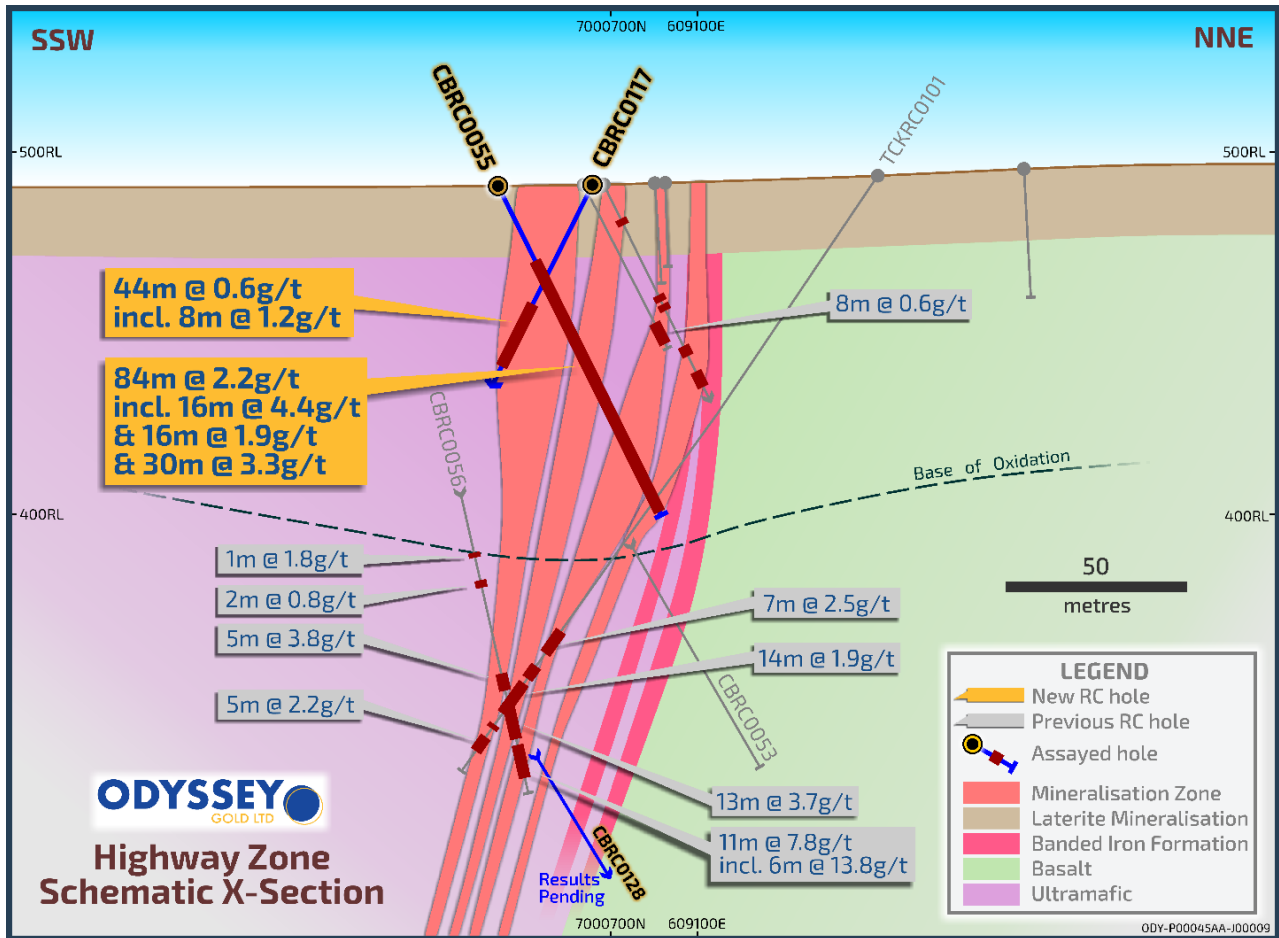 7000700N 609100E
SSW
NNE
CBRC0055
CBRC0117
TCKRC0101
500RL
500RL
44m @ 0.6g/t
incl. 8m @ 1.2g/t
8m @ 0.6g/t
84m @ 2.2g/t
incl. 16m @ 4.4g/t
& 16m @ 1.9g/t
& 30m @ 3.3g/t
CBRC0056
Base of Oxidation
400RL
400RL
1m @ 1.8g/t
2m @ 0.8g/t
5m @ 3.8g/t
5m @ 2.2g/t
7m @ 2.5g/t
14m @ 1.9g/t
CBRC0053
50
metres
13m @ 3.7g/t
11m @ 7.8g/t
incl. 6m @ 13.8g/t
CBRC0128
Results
Pending
ODYSSEY
GOLD LTD
Highway Zone
Schematic X-Section
LEGEND
New RC hole
Previous RC hole
Assayed hole
Mineralisation Zone
Laterite Mineralisation
Banded Iron Formation
Basalt
Ultramafic
7000700N 609100E
ODY-P00045AA-J00009